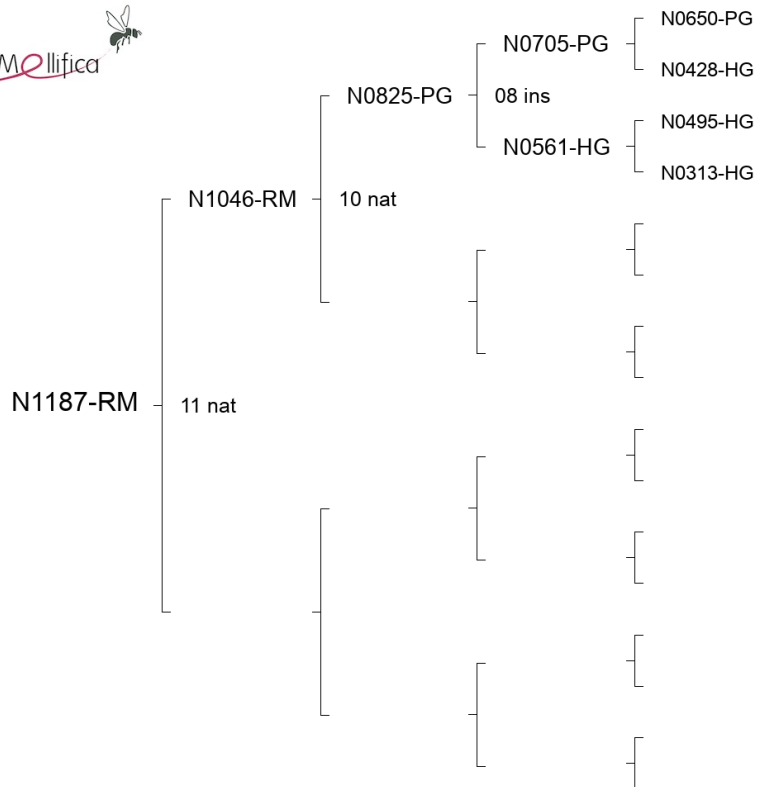 Mellifica
N0650-PG
N0705-PG
N0428-HG
N0825-PG
08 ins
N0495-HG
N0561-HG
N0313-HG
N1046-RM
10 nat
N1187-RM
11 nat